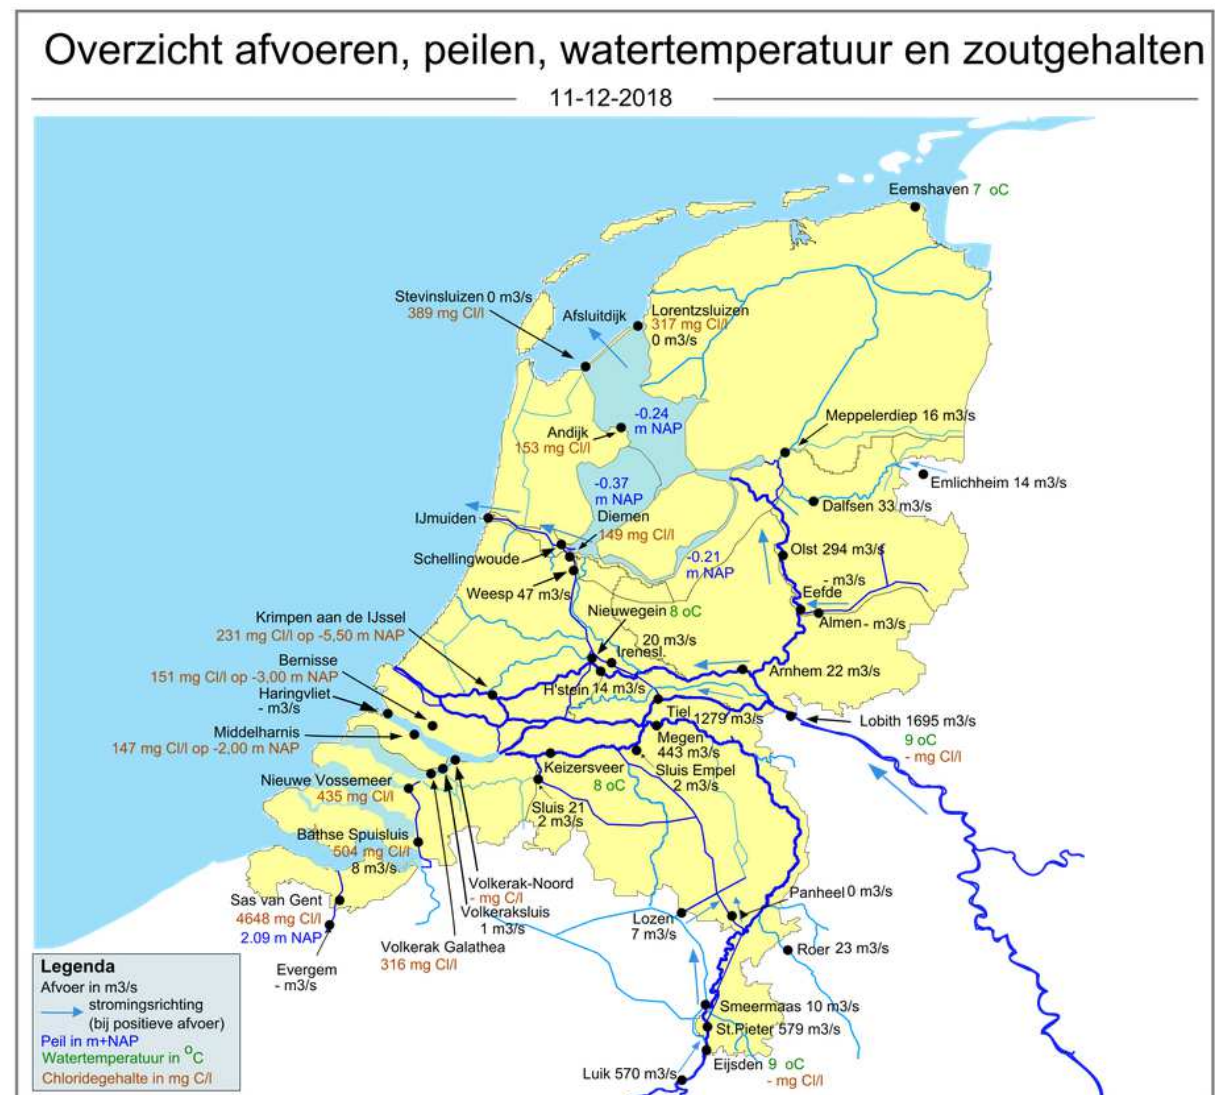 Overzicht afvoeren, peilen, watertemperatuur en zoutgehalten
11-12-2018
Eemshaven 7 oC
Stevinsluizen 0 m3/s
389 mg Cl/l
Afsluitdijk
Lorentzsluizen
317 mg Cl/l
0 m3/s
-0.24
m NAP
Andijk
153 mg Cl/l
Meppelerdiep 16 m3/s
Emlichheim 14 m3/s
-0.37
m NAP
Dalfsen 33 m3/s
IJmuiden
Diemen
149 mg Cl/l
Schellingwoude
Olst 294 m3/s
-0.21
m NAP
Weesp 47 m3/s
- m3/s
Eefde
Almen - m3/s
Nieuwegein 8 oC
Krimpen aan de IJssel
231 mg Cl/l op -5,50 m NAP
20 m3/s
Irenesl.
Bernisse
151 mg Cl/l op -3,00 m NAP
Arnhem 22 m3/s
H'stein 14 m3/s
Haringvliet
- m3/s
Tiel 1279 m3/s
Lobith 1695 m3/s
9 oC
- mg Cl/l
Middelharnis
147 mg Cl/l op -2,00 m NAP
Megen
443 m3/s
Keizersveer
8 oC
Sluis Empel
2 m3/s
Nieuwe Vossemeer
435 mg Cl/l
Sluis 21
2 m3/s
Bathse Spuisluis
504 mg Cl/l
8 m3/s
Volkerak-Noord
- mg C/l
Panheel 0 m3/s
Sas van Gent
4648 mg Cl/l
2.09 m NAP
Volkeraksluis
1 m3/s
Lozen
7 m3/s
Volkerak Galathea
316 mg Cl/l
Roer 23 m3/s
Evergem
- m3/s
Smeermaas 10 m3/s
St.Pieter 579 m3/s
Eijsden 9 oC
- mg Cl/l
Luik 570 m3/s
Legenda
Afvoer in m3/s
stromingsrichting
(bij positieve afvoer)
Peil in m+NAP
Watertemperatuur in oC
Chloridegehalte in mg C/l